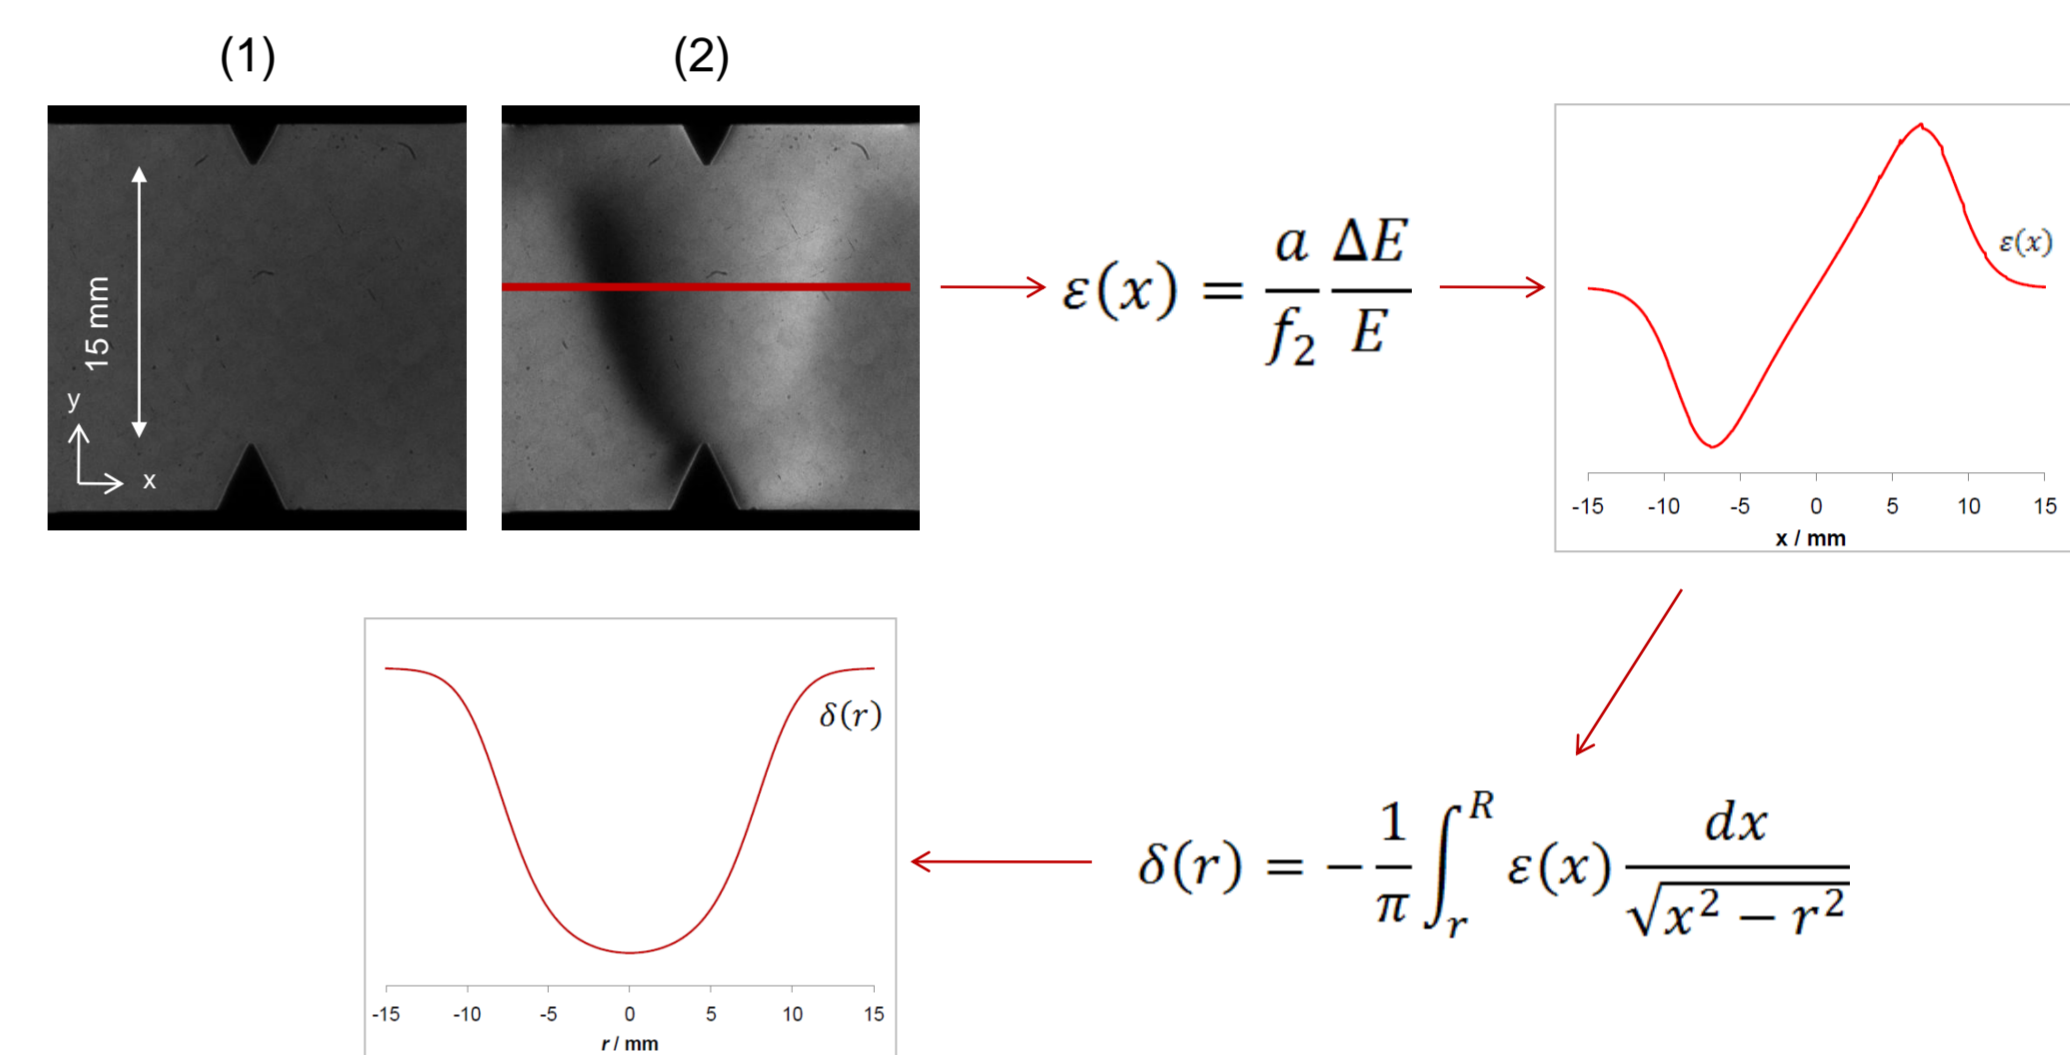 (1)
(2)
15 mm
y
x
ε(x) = a/f₂ ΔE/E
ε(x)
-15 -10 -5 0 5 10 15
x / mm
δ(r)
-15 -10 -5 0 5 10 15
r / mm
δ(r) = −1/π ∫ᵣᴿ ε(x) dx/√(x² − r²)